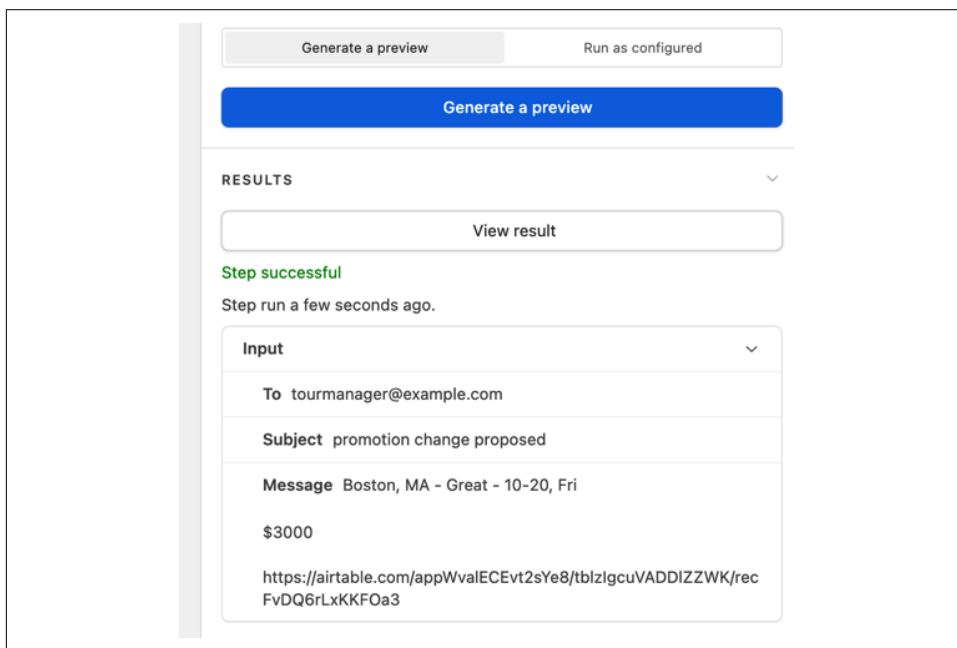 Generate a preview
Run as configured
Generate a preview
RESULTS
View result
Step successful
Step run a few seconds ago.
Input
To tourmanager@example.com
Subject promotion change proposed
Message Boston, MA - Great - 10-20, Fri
$3000
https://airtable.com/appWvalECEvt2sYe8/tblzlgcuVADDlZZWK/rec
FvDQ6rLxKKFOa3